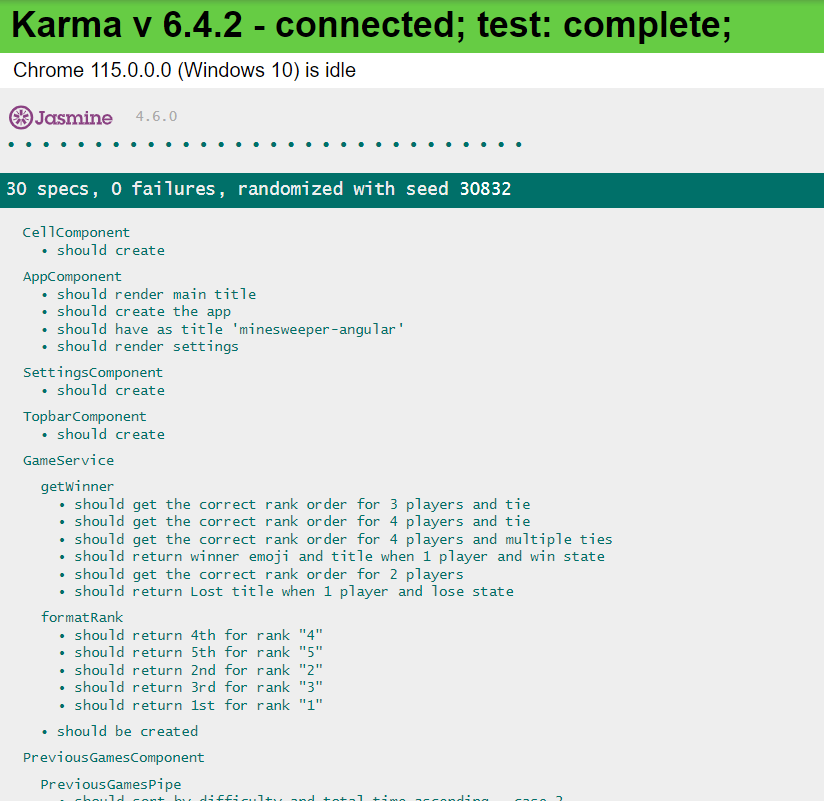 Karma v 6.4.2 - connected; test: complete;
Chrome 115.0.0.0 (Windows 10) is idle
Jasmine 4.6.0
30 specs, 0 failures, randomized with seed 30832
CellComponent
• should create
AppComponent
• should render main title
• should create the app
• should have as title 'minesweeper-angular'
• should render settings
SettingsComponent
• should create
TopbarComponent
• should create
GameService
getWinner
• should get the correct rank order for 3 players and tie
• should get the correct rank order for 4 players and tie
• should get the correct rank order for 4 players and multiple ties
• should return winner emoji and title when 1 player and win state
• should get the correct rank order for 2 players
• should return Lost title when 1 player and lose state
formatRank
• should return 4th for rank "4"
• should return 5th for rank "5"
• should return 2nd for rank "2"
• should return 3rd for rank "3"
• should return 1st for rank "1"
• should be created
PreviousGamesComponent
PreviousGamesPipe
• should sort by difficulty and total time ascending